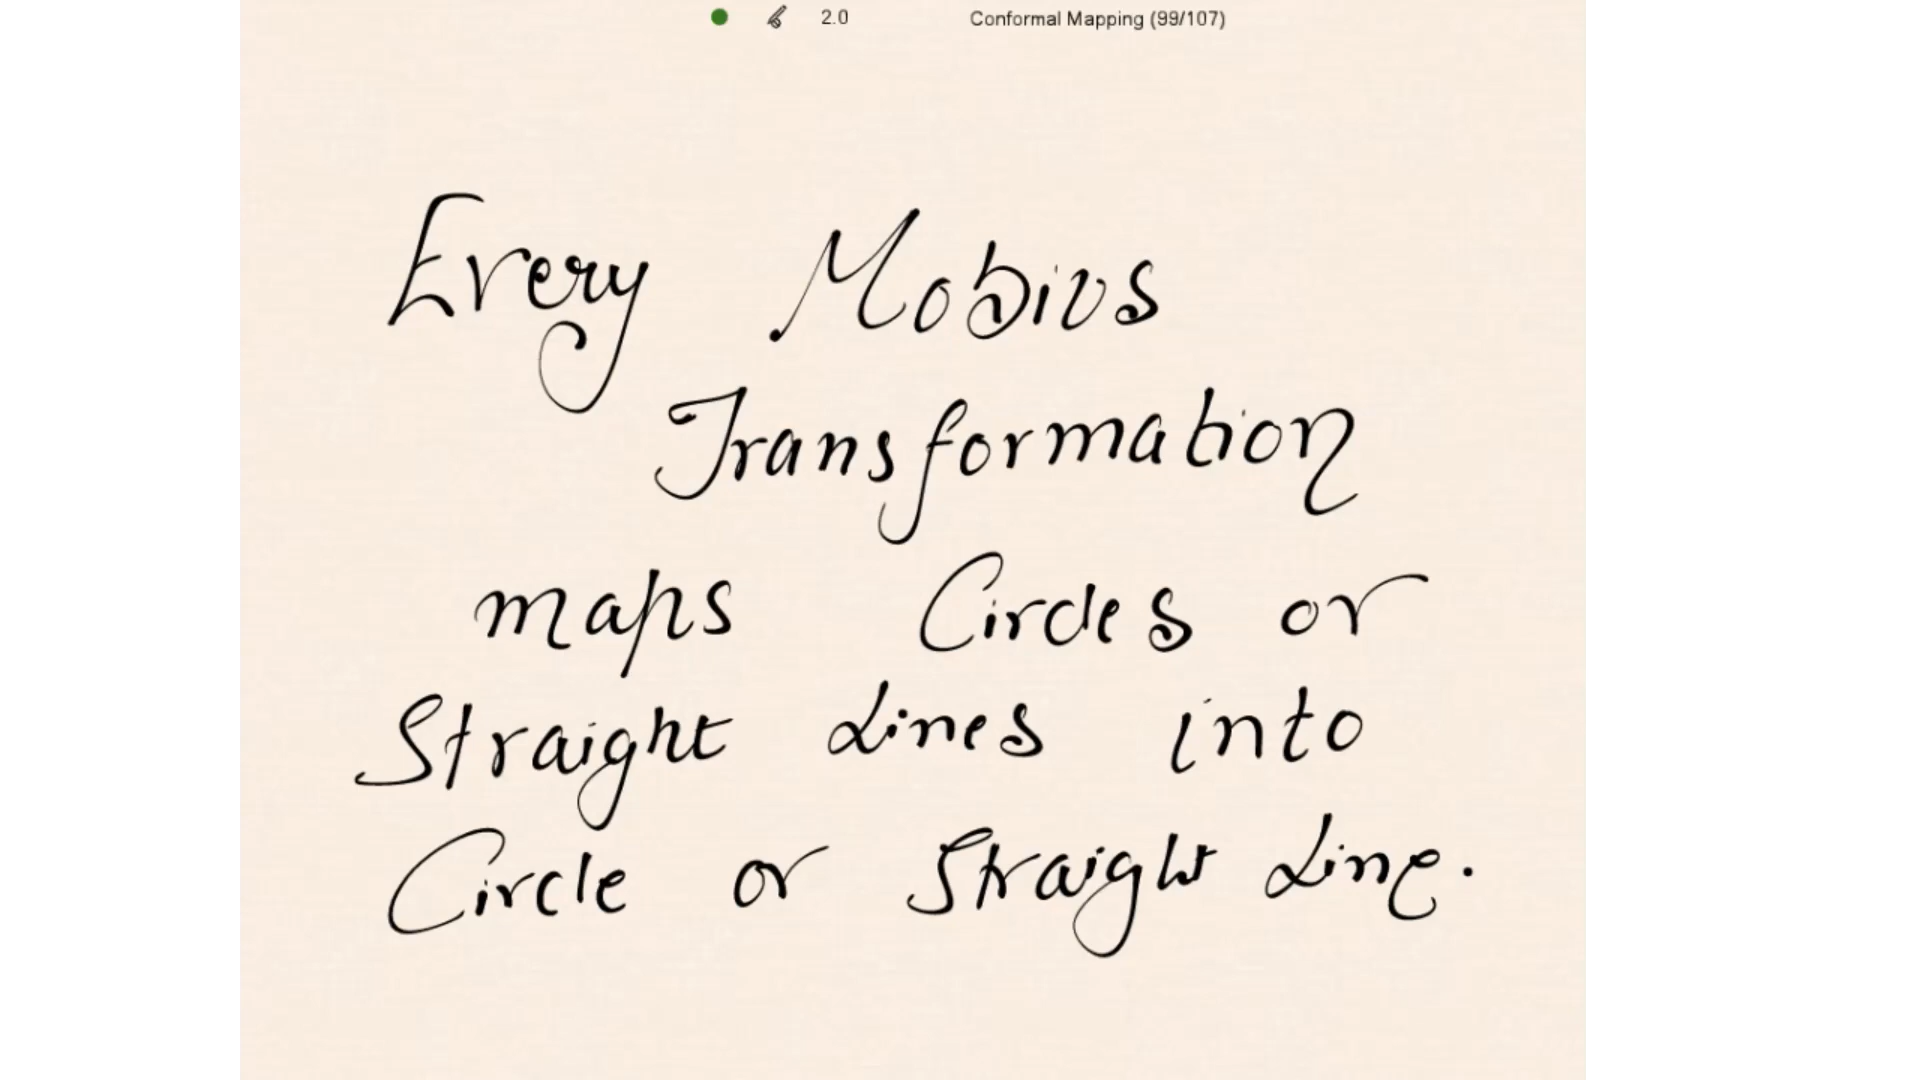 2.0 Conformal Mapping (99/107)
Every Mobius
Transformation
maps Circles or
Straight Lines into
Circle or Straight Line.